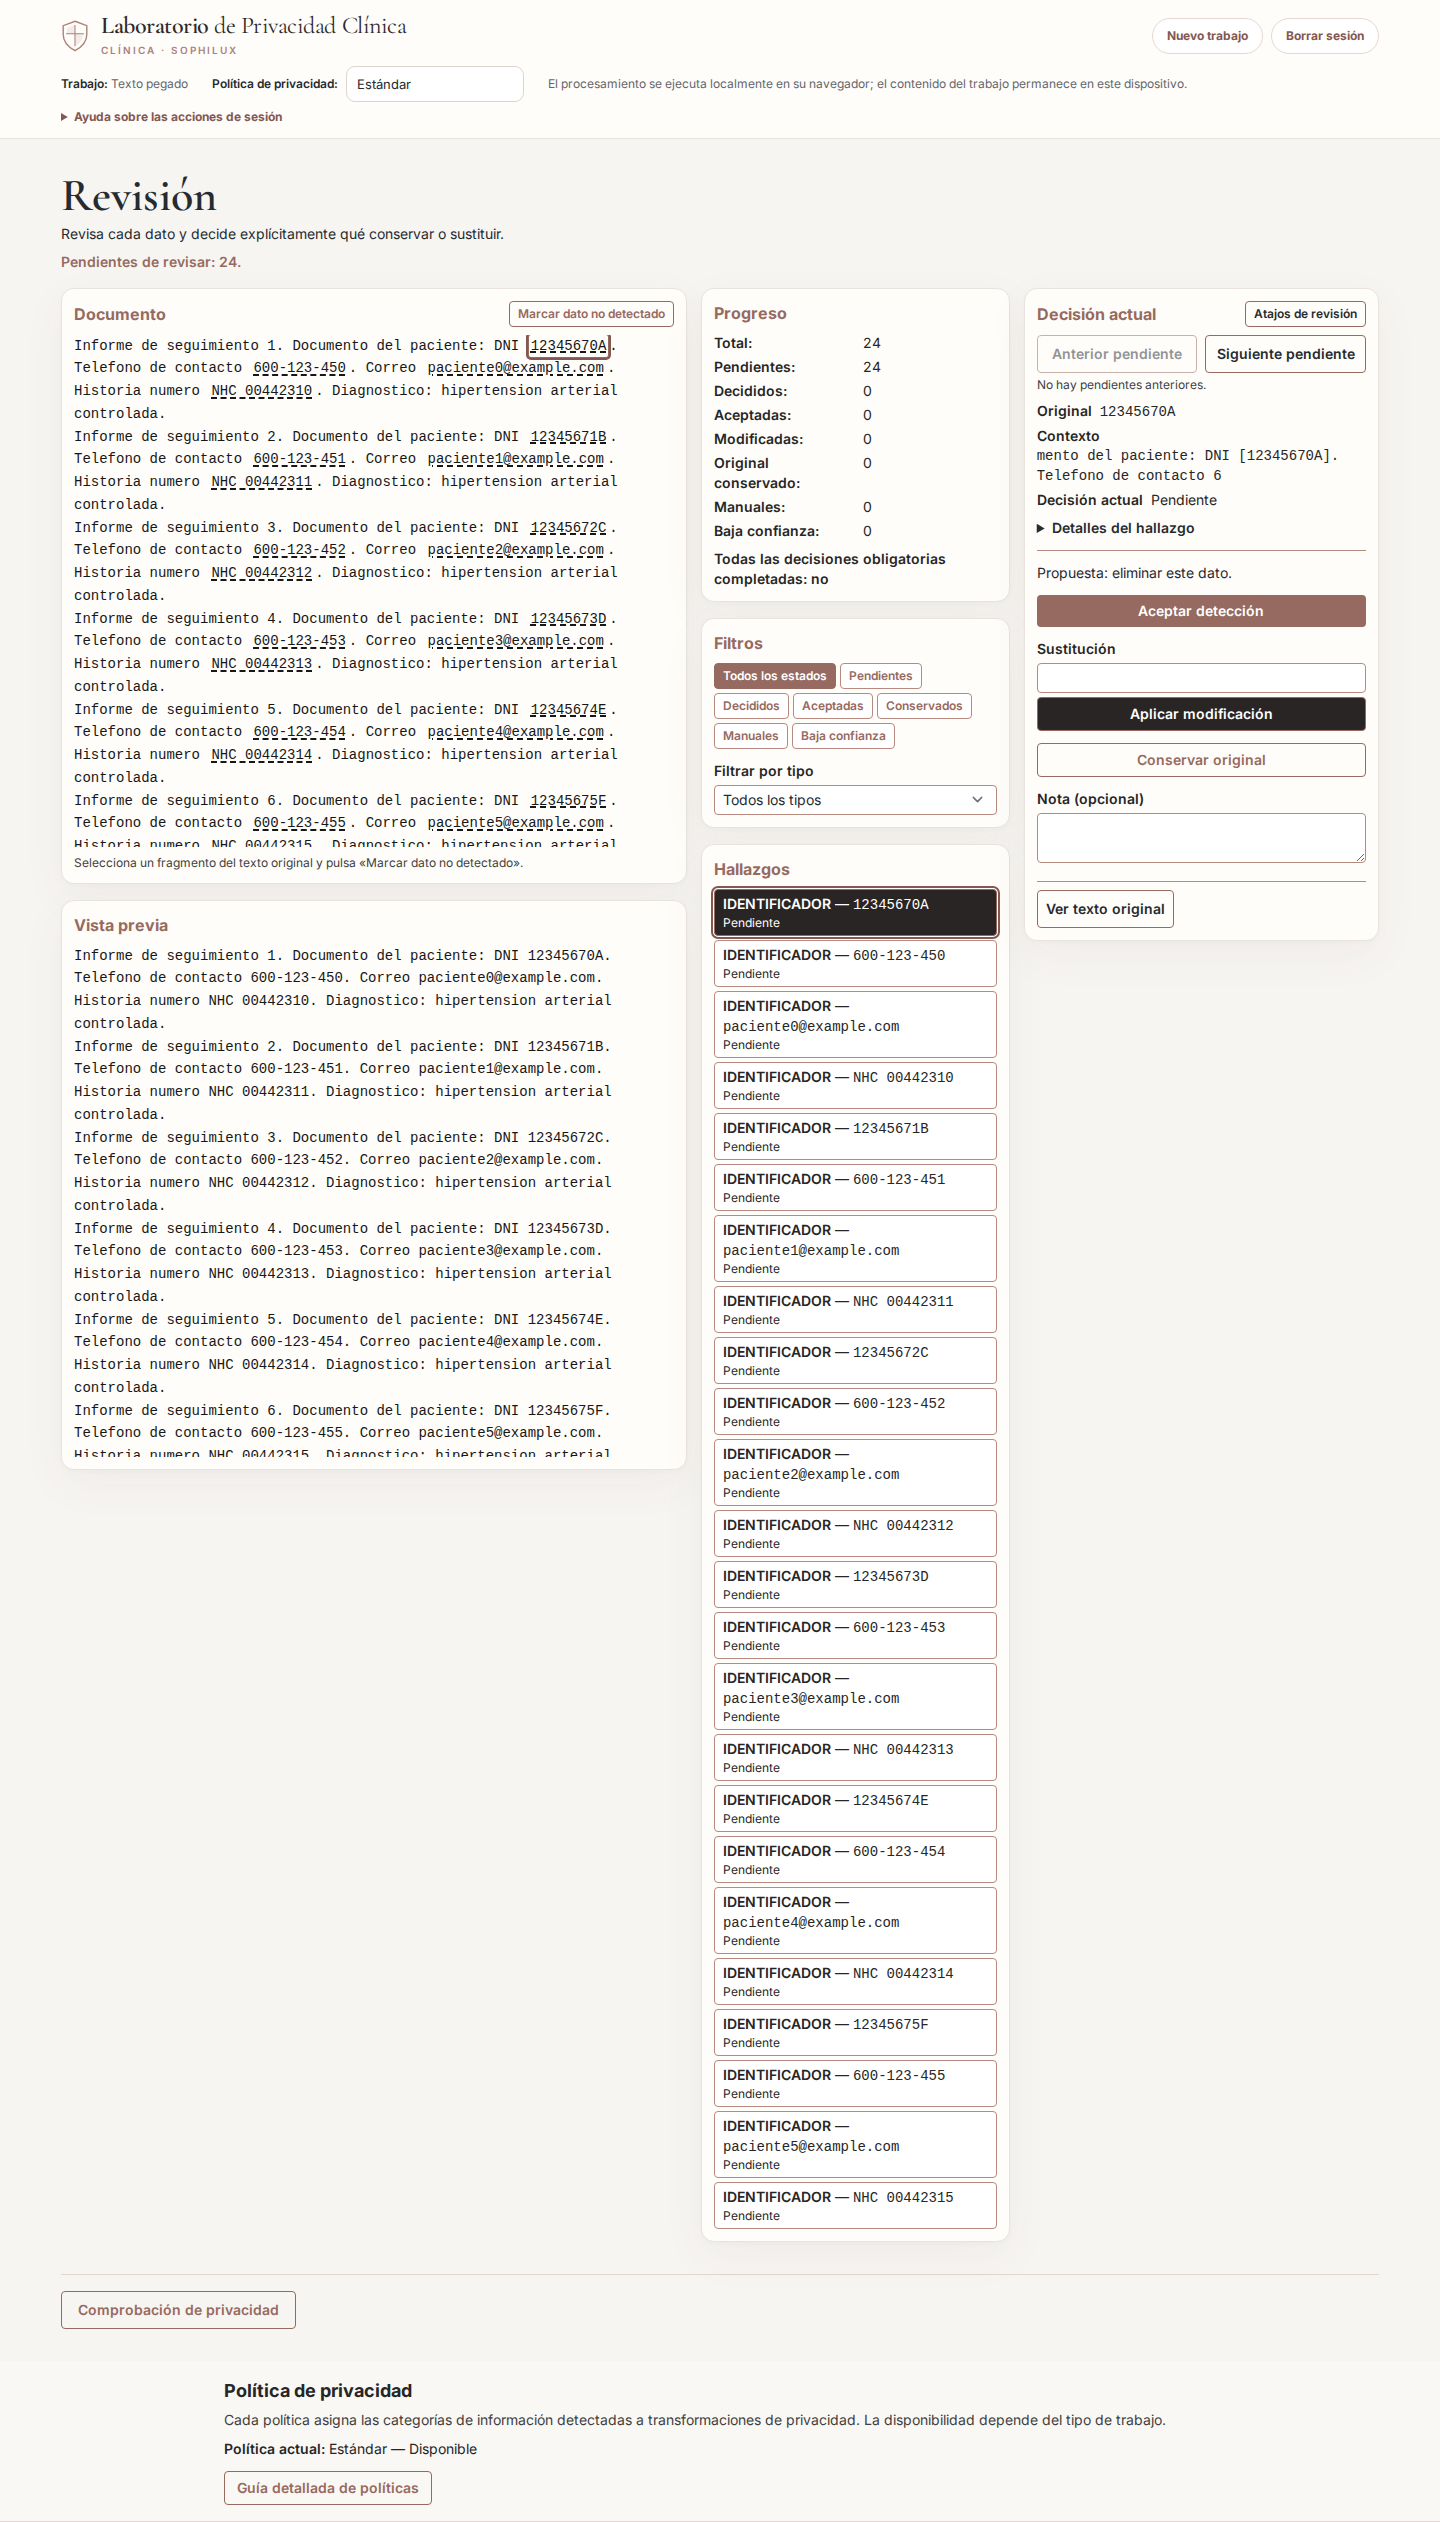 Laboratorio de Privacidad Clínica
CLÍNICA · SOPHILUX
Nuevo trabajo
Borrar sesión
Trabajo: Texto pegado
Política de privacidad:
Estándar
El procesamiento se ejecuta localmente en su navegador; el contenido del trabajo permanece en este dispositivo.
Ayuda sobre las acciones de sesión
Revisión
Revisa cada dato y decide explícitamente qué conservar o sustituir.
Pendientes de revisar: 24.
Documento
Marcar dato no detectado
Informe de seguimiento 1. Documento del paciente: DNI 12345670A.
Telefono de contacto 600-123-450. Correo paciente0@example.com.
Historia numero NHC 00442310. Diagnostico: hipertension arterial
controlada.
Informe de seguimiento 2. Documento del paciente: DNI 12345671B.
Telefono de contacto 600-123-451. Correo paciente1@example.com.
Historia numero NHC 00442311. Diagnostico: hipertension arterial
controlada.
Informe de seguimiento 3. Documento del paciente: DNI 12345672C.
Telefono de contacto 600-123-452. Correo paciente2@example.com.
Historia numero NHC 00442312. Diagnostico: hipertension arterial
controlada.
Informe de seguimiento 4. Documento del paciente: DNI 12345673D.
Telefono de contacto 600-123-453. Correo paciente3@example.com.
Historia numero NHC 00442313. Diagnostico: hipertension arterial
controlada.
Informe de seguimiento 5. Documento del paciente: DNI 12345674E.
Telefono de contacto 600-123-454. Correo paciente4@example.com.
Historia numero NHC 00442314. Diagnostico: hipertension arterial
controlada.
Informe de seguimiento 6. Documento del paciente: DNI 12345675F.
Telefono de contacto 600-123-455. Correo paciente5@example.com.
Historia numero NHC 00442315. Diagnostico: hipertension arterial
Selecciona un fragmento del texto original y pulsa «Marcar dato no detectado».
Vista previa
Informe de seguimiento 1. Documento del paciente: DNI 12345670A.
Telefono de contacto 600-123-450. Correo paciente0@example.com.
Historia numero NHC 00442310. Diagnostico: hipertension arterial
controlada.
Informe de seguimiento 2. Documento del paciente: DNI 12345671B.
Telefono de contacto 600-123-451. Correo paciente1@example.com.
Historia numero NHC 00442311. Diagnostico: hipertension arterial
controlada.
Informe de seguimiento 3. Documento del paciente: DNI 12345672C.
Telefono de contacto 600-123-452. Correo paciente2@example.com.
Historia numero NHC 00442312. Diagnostico: hipertension arterial
controlada.
Informe de seguimiento 4. Documento del paciente: DNI 12345673D.
Telefono de contacto 600-123-453. Correo paciente3@example.com.
Historia numero NHC 00442313. Diagnostico: hipertension arterial
controlada.
Informe de seguimiento 5. Documento del paciente: DNI 12345674E.
Telefono de contacto 600-123-454. Correo paciente4@example.com.
Historia numero NHC 00442314. Diagnostico: hipertension arterial
controlada.
Informe de seguimiento 6. Documento del paciente: DNI 12345675F.
Telefono de contacto 600-123-455. Correo paciente5@example.com.
Historia numero NHC 00442315. Diagnostico: hipertension arterial
Progreso
Total: 24
Pendientes: 24
Decididos: 0
Aceptadas: 0
Modificadas: 0
Original 0
conservado:
Manuales: 0
Baja confianza: 0
Todas las decisiones obligatorias
completadas: no
Filtros
Todos los estados
Pendientes
Decididos
Aceptadas
Conservados
Manuales
Baja confianza
Filtrar por tipo
Todos los tipos
Hallazgos
IDENTIFICADOR — 12345670A
Pendiente
IDENTIFICADOR — 600-123-450
Pendiente
IDENTIFICADOR —
paciente0@example.com
Pendiente
IDENTIFICADOR — NHC 00442310
Pendiente
IDENTIFICADOR — 12345671B
Pendiente
IDENTIFICADOR — 600-123-451
Pendiente
IDENTIFICADOR —
paciente1@example.com
Pendiente
IDENTIFICADOR — NHC 00442311
Pendiente
IDENTIFICADOR — 12345672C
Pendiente
IDENTIFICADOR — 600-123-452
Pendiente
IDENTIFICADOR —
paciente2@example.com
Pendiente
IDENTIFICADOR — NHC 00442312
Pendiente
IDENTIFICADOR — 12345673D
Pendiente
IDENTIFICADOR — 600-123-453
Pendiente
IDENTIFICADOR —
paciente3@example.com
Pendiente
IDENTIFICADOR — NHC 00442313
Pendiente
IDENTIFICADOR — 12345674E
Pendiente
IDENTIFICADOR — 600-123-454
Pendiente
IDENTIFICADOR —
paciente4@example.com
Pendiente
IDENTIFICADOR — NHC 00442314
Pendiente
IDENTIFICADOR — 12345675F
Pendiente
IDENTIFICADOR — 600-123-455
Pendiente
IDENTIFICADOR —
paciente5@example.com
Pendiente
IDENTIFICADOR — NHC 00442315
Pendiente
Decisión actual
Atajos de revisión
Anterior pendiente
Siguiente pendiente
No hay pendientes anteriores.
Original 12345670A
Contexto
mento del paciente: DNI [12345670A].
Telefono de contacto 6
Decisión actual Pendiente
Detalles del hallazgo
Propuesta: eliminar este dato.
Aceptar detección
Sustitución
Aplicar modificación
Conservar original
Nota (opcional)
Ver texto original
Comprobación de privacidad
Política de privacidad
Cada política asigna las categorías de información detectadas a transformaciones de privacidad. La disponibilidad depende del tipo de trabajo.
Política actual: Estándar — Disponible
Guía detallada de políticas